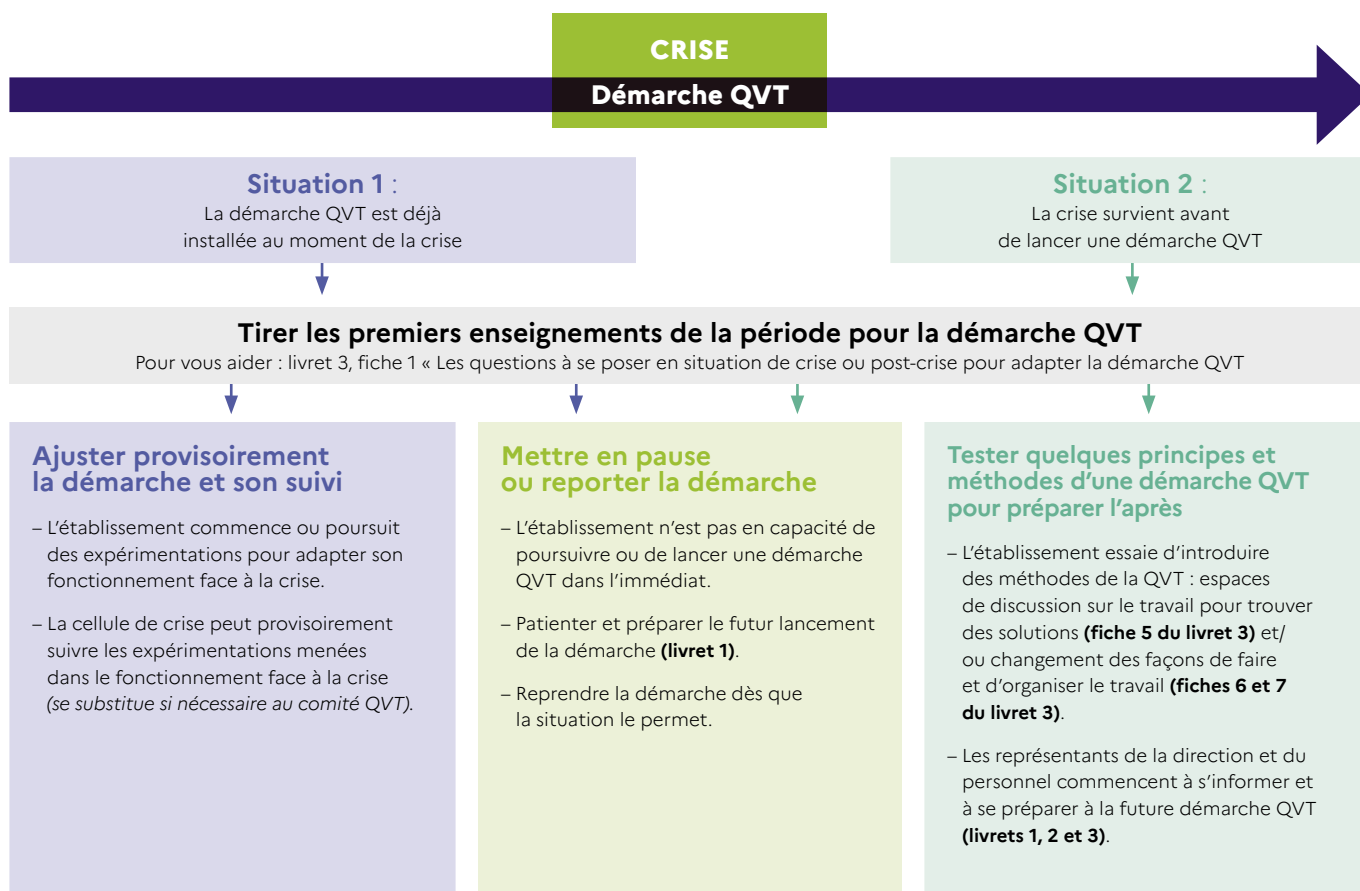 CRISE
Démarche QVT
Situation 1 :
La démarche QVT est déjà
installée au moment de la crise
Situation 2 :
La crise survient avant
de lancer une démarche QVT
Tirer les premiers enseignements de la période pour la démarche QVT
Pour vous aider : livret 3, fiche 1 « Les questions à se poser en situation de crise ou post-crise pour adapter la démarche QVT
Ajuster provisoirement
la démarche et son suivi
– L’établissement commence ou poursuit
des expérimentations pour adapter son
fonctionnement face à la crise.
– La cellule de crise peut provisoirement
suivre les expérimentations menées
dans le fonctionnement face à la crise
(se substitue si nécessaire au comité QVT).
Mettre en pause
ou reporter la démarche
– L’établissement n’est pas en capacité de
poursuivre ou de lancer une démarche
QVT dans l’immédiat.
– Patienter et préparer le futur lancement
de la démarche (livret 1).
– Reprendre la démarche dès que
la situation le permet.
Tester quelques principes et
méthodes d’une démarche QVT
pour préparer l’après
– L’établissement essaie d’introduire
des méthodes de la QVT : espaces
de discussion sur le travail pour trouver
des solutions (fiche 5 du livret 3) et/
ou changement des façons de faire
et d’organiser le travail (fiches 6 et 7
du livret 3).
– Les représentants de la direction et du
personnel commencent à s’informer et
à se préparer à la future démarche QVT
(livrets 1, 2 et 3).